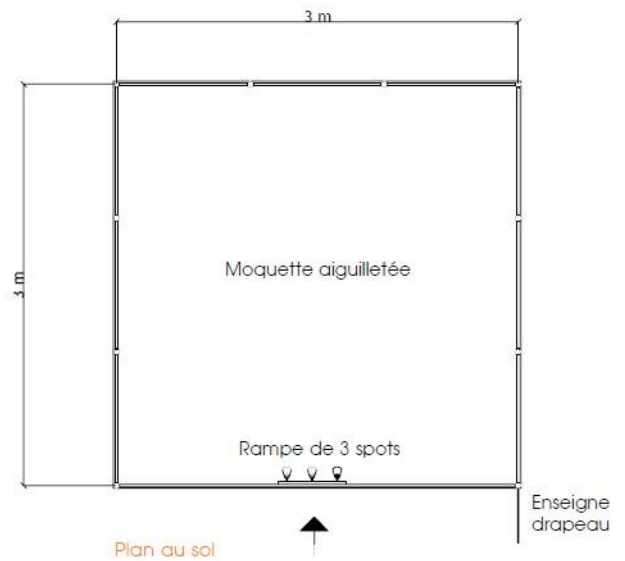 3 m
3 m
Moquette aiguilletée
Rampe de 3 spots
Enseigne
drapeau
Plan au sol